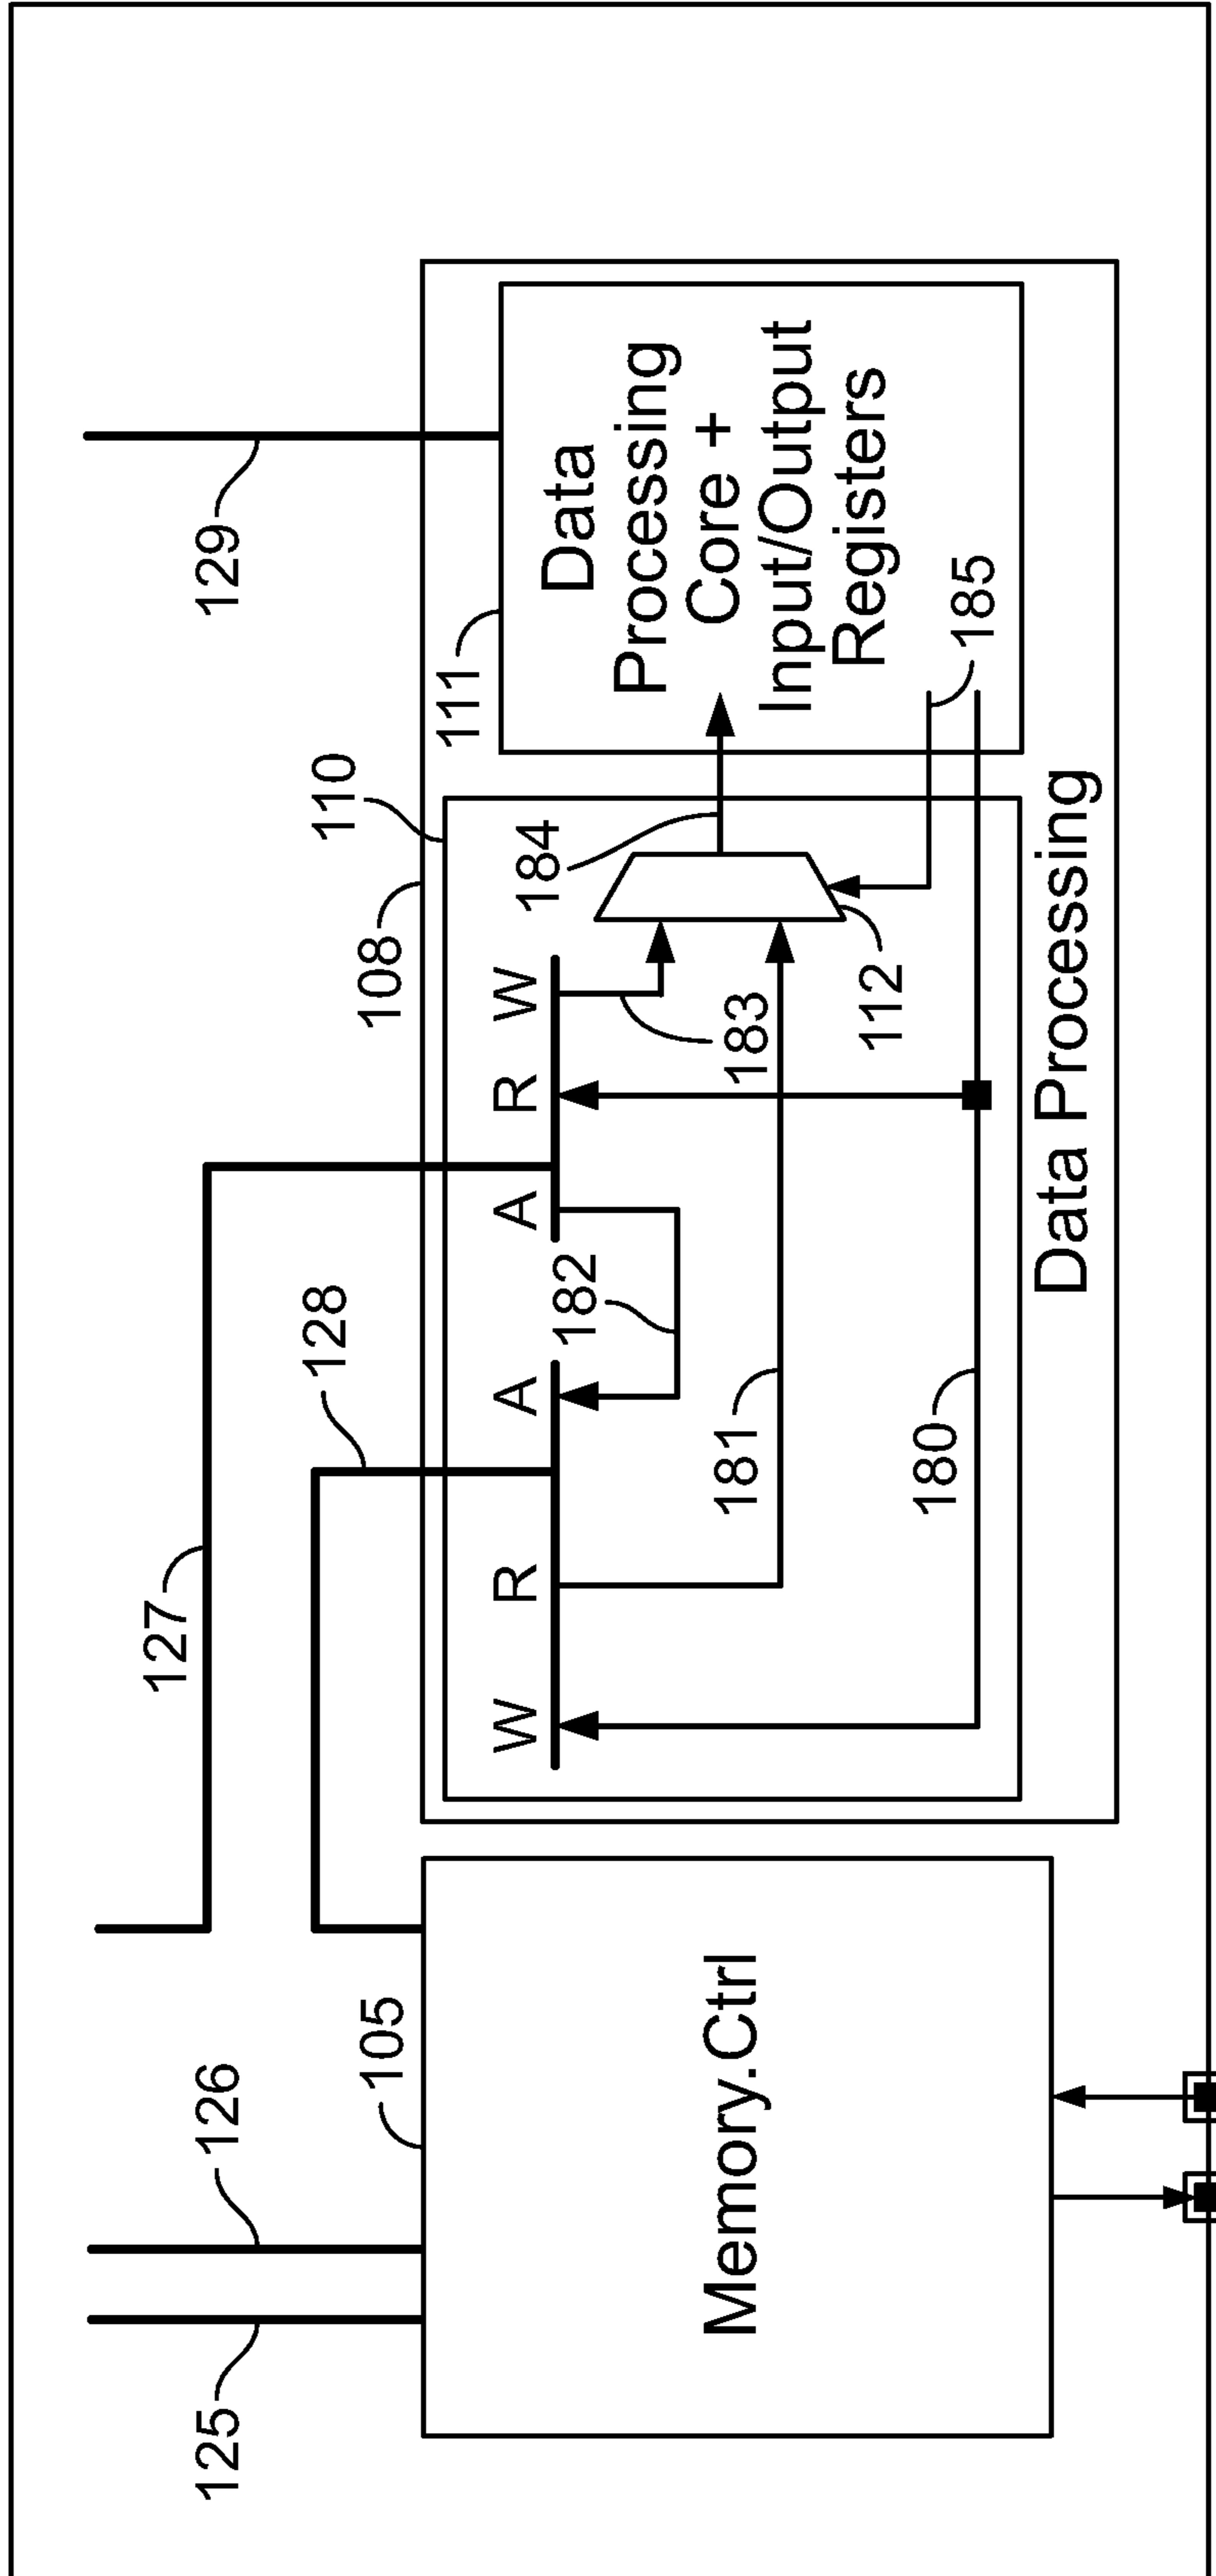 125
126
127
129
128
105
108
110
111
W
R
A
A
R
W
184
Data
Processing
Core +
Input/Output
Registers
182
183
181
112
180
185
Memory.Ctrl
Data Processing